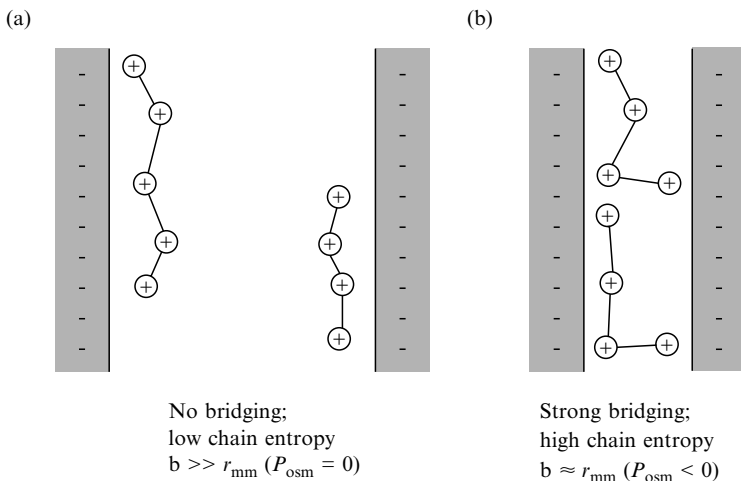 (a)
(b)
No bridging;
low chain entropy
b >> r_mm (P_osm = 0)
Strong bridging;
high chain entropy
b ≈ r_mm (P_osm < 0)